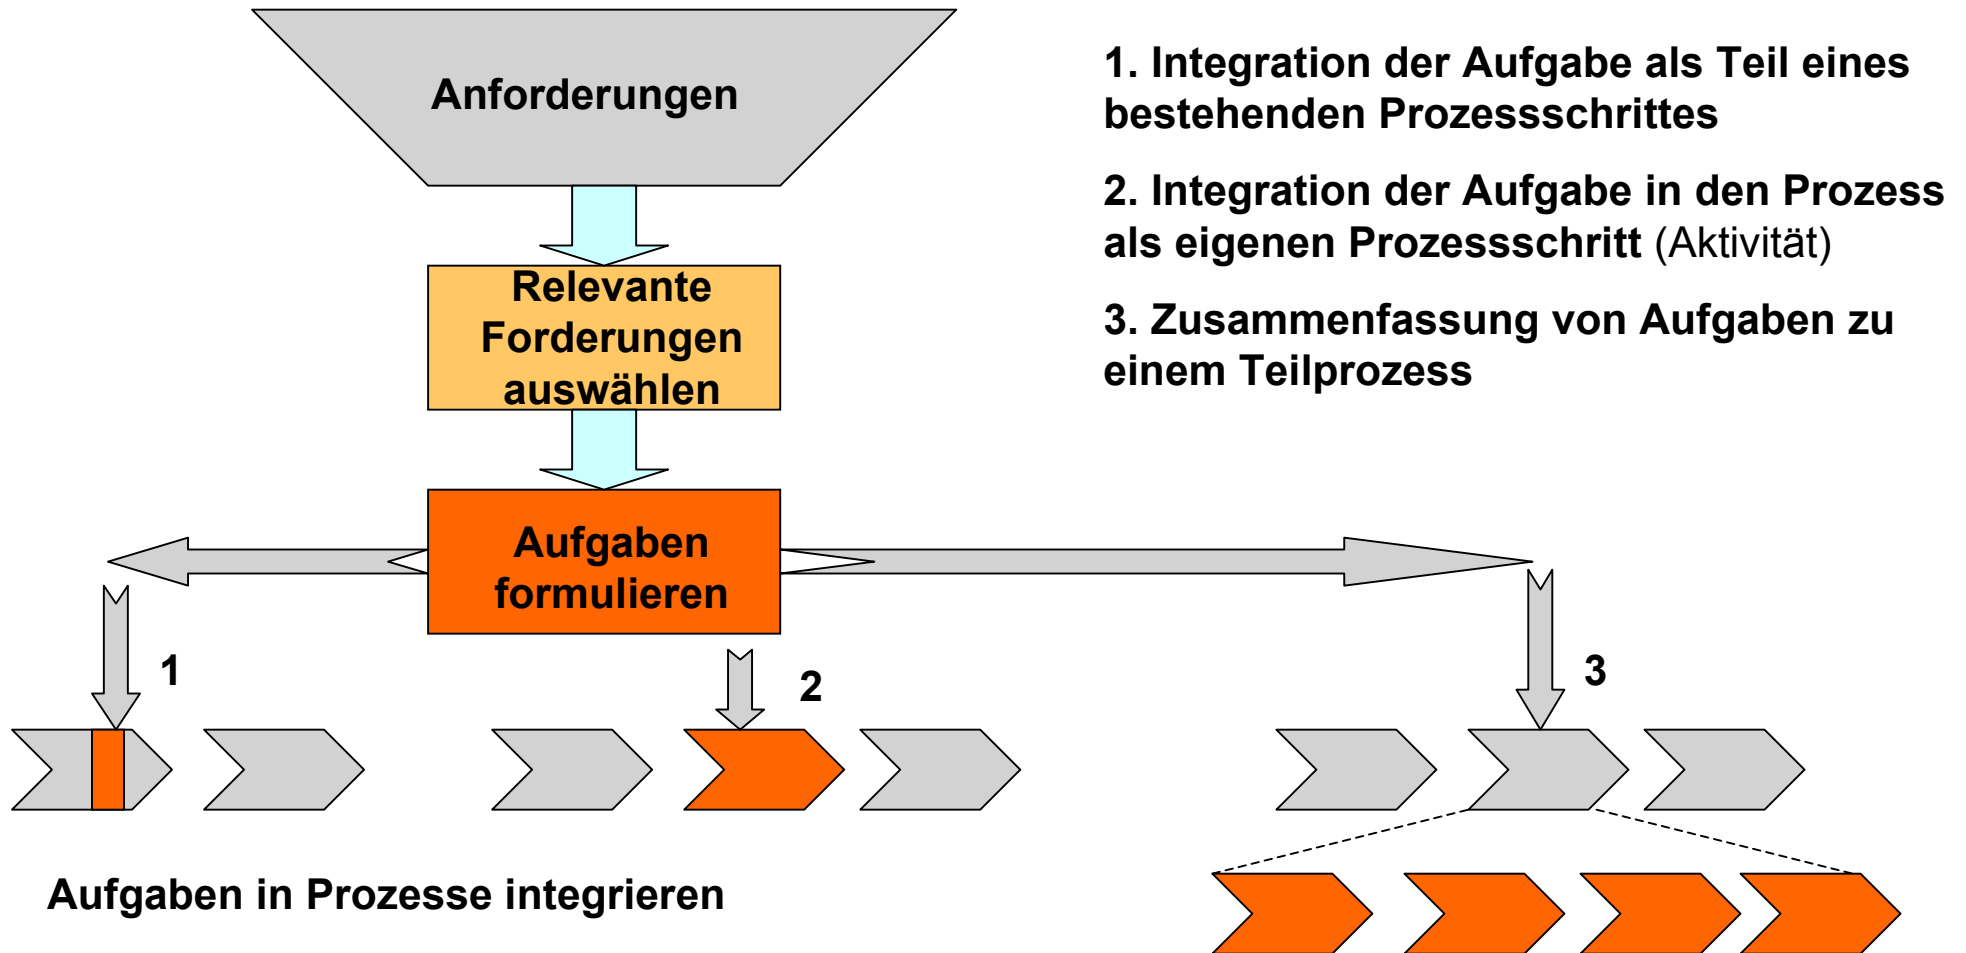 Anforderungen
1. Integration der Aufgabe als Teil eines
bestehenden Prozessschrittes
2. Integration der Aufgabe in den Prozess
als eigenen Prozessschritt (Aktivität)
3. Zusammenfassung von Aufgaben zu
einem Teilprozess
Relevante
Forderungen
auswählen
Aufgaben
formulieren
1
2
3
Aufgaben in Prozesse integrieren